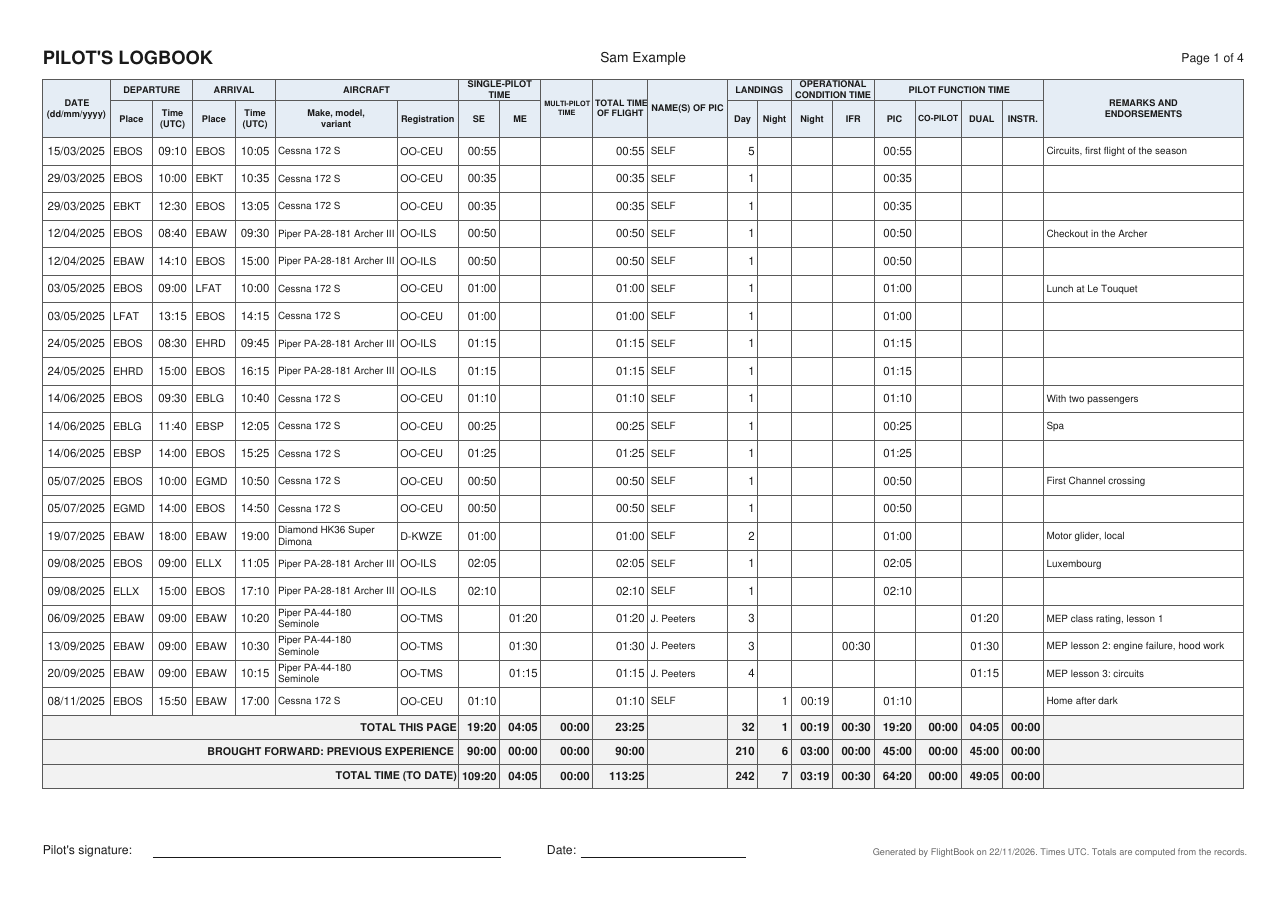 PILOT'S LOGBOOK
Sam Example
Page 1 of 4
DATE (dd/mm/yyyy) DEPARTURE ARRIVAL AIRCRAFT SINGLE-PILOT TIME MULTI-PILOT TIME TOTAL TIME OF FLIGHT NAME(S) OF PIC LANDINGS OPERATIONAL CONDITION TIME PILOT FUNCTION TIME REMARKS AND ENDORSEMENTS
Place Time (UTC) Place Time (UTC) Make, model, variant Registration SE ME Day Night Night IFR PIC CO-PILOT DUAL INSTR.
15/03/2025 EBOS 09:10 EBOS 10:05 Cessna 172 S OO-CEU 00:55 00:55 SELF 5 00:55 Circuits, first flight of the season
29/03/2025 EBOS 10:00 EBKT 10:35 Cessna 172 S OO-CEU 00:35 00:35 SELF 1 00:35
29/03/2025 EBKT 12:30 EBOS 13:05 Cessna 172 S OO-CEU 00:35 00:35 SELF 1 00:35
12/04/2025 EBOS 08:40 EBAW 09:30 Piper PA-28-181 Archer III OO-ILS 00:50 00:50 SELF 1 00:50 Checkout in the Archer
12/04/2025 EBAW 14:10 EBOS 15:00 Piper PA-28-181 Archer III OO-ILS 00:50 00:50 SELF 1 00:50
03/05/2025 EBOS 09:00 LFAT 10:00 Cessna 172 S OO-CEU 01:00 01:00 SELF 1 01:00 Lunch at Le Touquet
03/05/2025 LFAT 13:15 EBOS 14:15 Cessna 172 S OO-CEU 01:00 01:00 SELF 1 01:00
24/05/2025 EBOS 08:30 EHRD 09:45 Piper PA-28-181 Archer III OO-ILS 01:15 01:15 SELF 1 01:15
24/05/2025 EHRD 15:00 EBOS 16:15 Piper PA-28-181 Archer III OO-ILS 01:15 01:15 SELF 1 01:15
14/06/2025 EBOS 09:30 EBLG 10:40 Cessna 172 S OO-CEU 01:10 01:10 SELF 1 01:10 With two passengers
14/06/2025 EBLG 11:40 EBSP 12:05 Cessna 172 S OO-CEU 00:25 00:25 SELF 1 00:25 Spa
14/06/2025 EBSP 14:00 EBOS 15:25 Cessna 172 S OO-CEU 01:25 01:25 SELF 1 01:25
05/07/2025 EBOS 10:00 EGMD 10:50 Cessna 172 S OO-CEU 00:50 00:50 SELF 1 00:50 First Channel crossing
05/07/2025 EGMD 14:00 EBOS 14:50 Cessna 172 S OO-CEU 00:50 00:50 SELF 1 00:50
19/07/2025 EBAW 18:00 EBAW 19:00 Diamond HK36 Super Dimona D-KWZE 01:00 01:00 SELF 2 01:00 Motor glider, local
09/08/2025 EBOS 09:00 ELLX 11:05 Piper PA-28-181 Archer III OO-ILS 02:05 02:05 SELF 1 02:05 Luxembourg
09/08/2025 ELLX 15:00 EBOS 17:10 Piper PA-28-181 Archer III OO-ILS 02:10 02:10 SELF 1 02:10
06/09/2025 EBAW 09:00 EBAW 10:20 Piper PA-44-180 Seminole OO-TMS 01:20 01:20 J. Peeters 3 01:20 MEP class rating, lesson 1
13/09/2025 EBAW 09:00 EBAW 10:30 Piper PA-44-180 Seminole OO-TMS 01:30 01:30 J. Peeters 3 00:30 01:30 MEP lesson 2: engine failure, hood work
20/09/2025 EBAW 09:00 EBAW 10:15 Piper PA-44-180 Seminole OO-TMS 01:15 01:15 J. Peeters 4 01:15 MEP lesson 3: circuits
08/11/2025 EBOS 15:50 EBAW 17:00 Cessna 172 S OO-CEU 01:10 01:10 SELF 1 00:19 01:10 Home after dark
TOTAL THIS PAGE 19:20 04:05 00:00 23:25 32 1 00:19 00:30 19:20 00:00 04:05 00:00
BROUGHT FORWARD: PREVIOUS EXPERIENCE 90:00 00:00 00:00 90:00 210 6 03:00 00:00 45:00 00:00 45:00 00:00
TOTAL TIME (TO DATE) 109:20 04:05 00:00 113:25 242 7 03:19 00:30 64:20 00:00 49:05 00:00
Pilot's signature:
Date:
Generated by FlightBook on 22/11/2026. Times UTC. Totals are computed from the records.